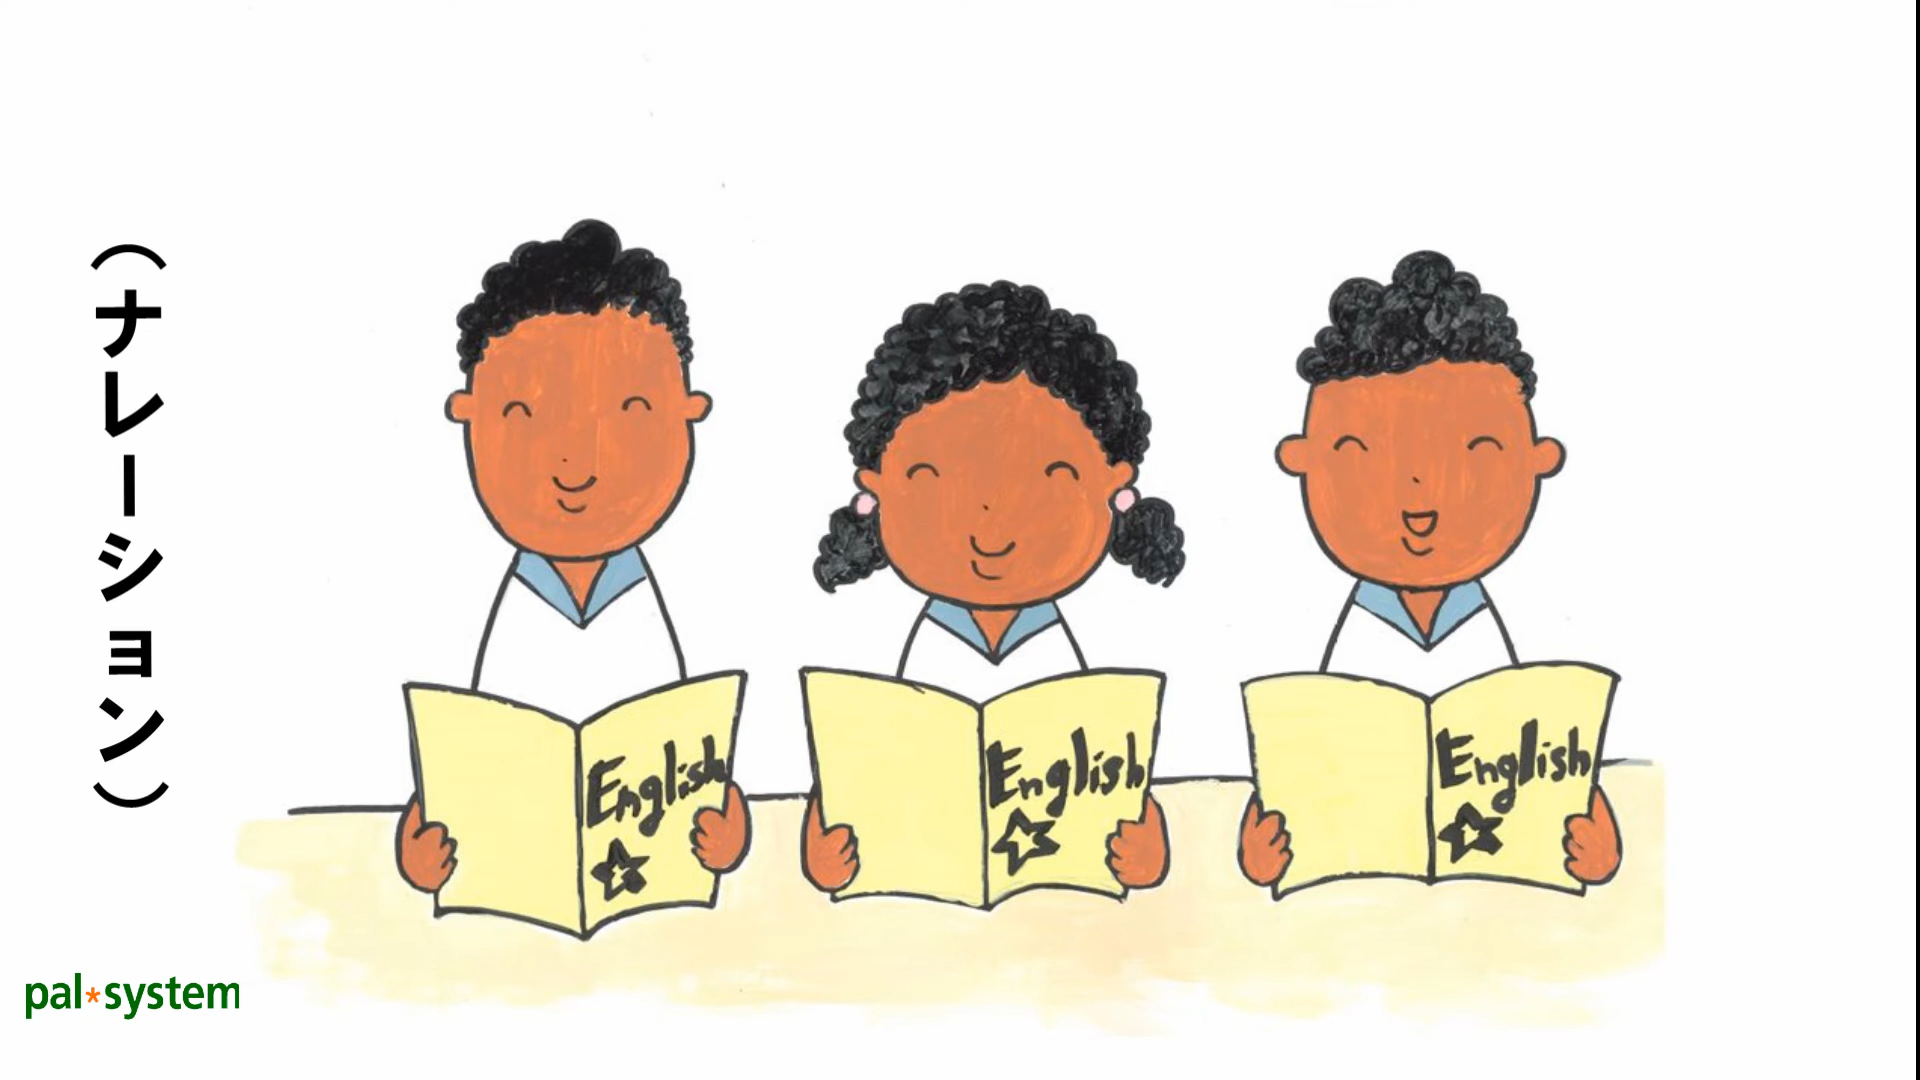 （ナレーション）
English
English
English
pal*system